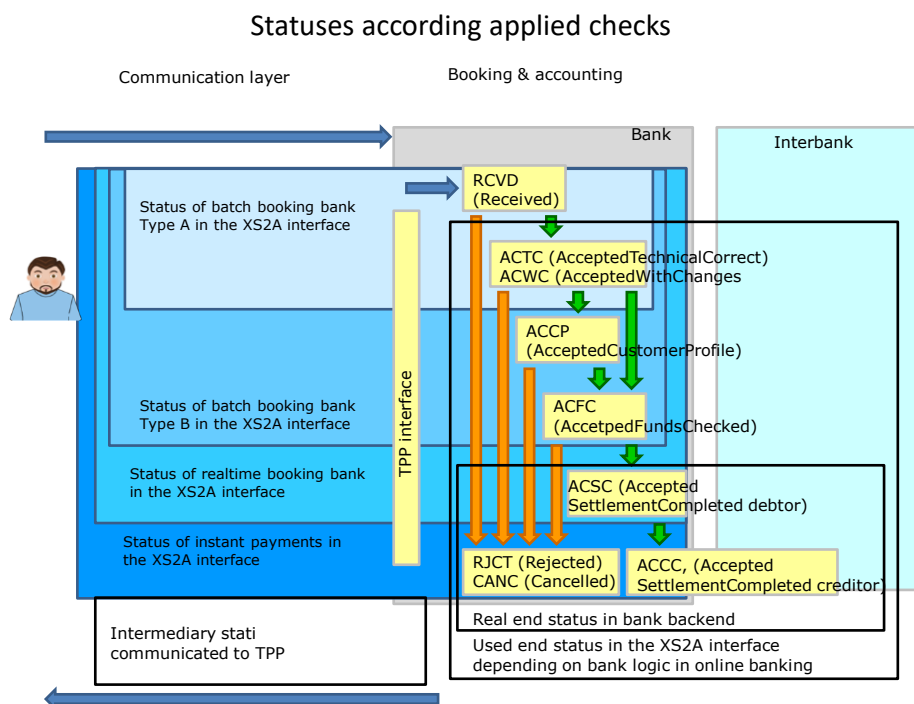 Statuses according applied checks
Communication layer
Booking & accounting
Bank
Interbank
RCVD
(Received)
Status of batch booking bank
Type A in the XS2A interface
ACTC (AcceptedTechnicalCorrect)
ACWC (AcceptedWithChanges
ACCP
(AcceptedCustomerProfile)
TPP interface
Status of batch booking bank
Type B in the XS2A interface
ACFC
(AccetpedFundsChecked)
Status of realtime booking bank
in the XS2A interface
ACSC (Accepted
SettlementCompleted debtor)
Status of instant payments in
the XS2A interface
RJCT (Rejected)
CANC (Cancelled)
ACCC, (Accepted
SettlementCompleted creditor)
Real end status in bank backend
Intermediary stati
communicated to TPP
Used end status in the XS2A interface
depending on bank logic in online banking